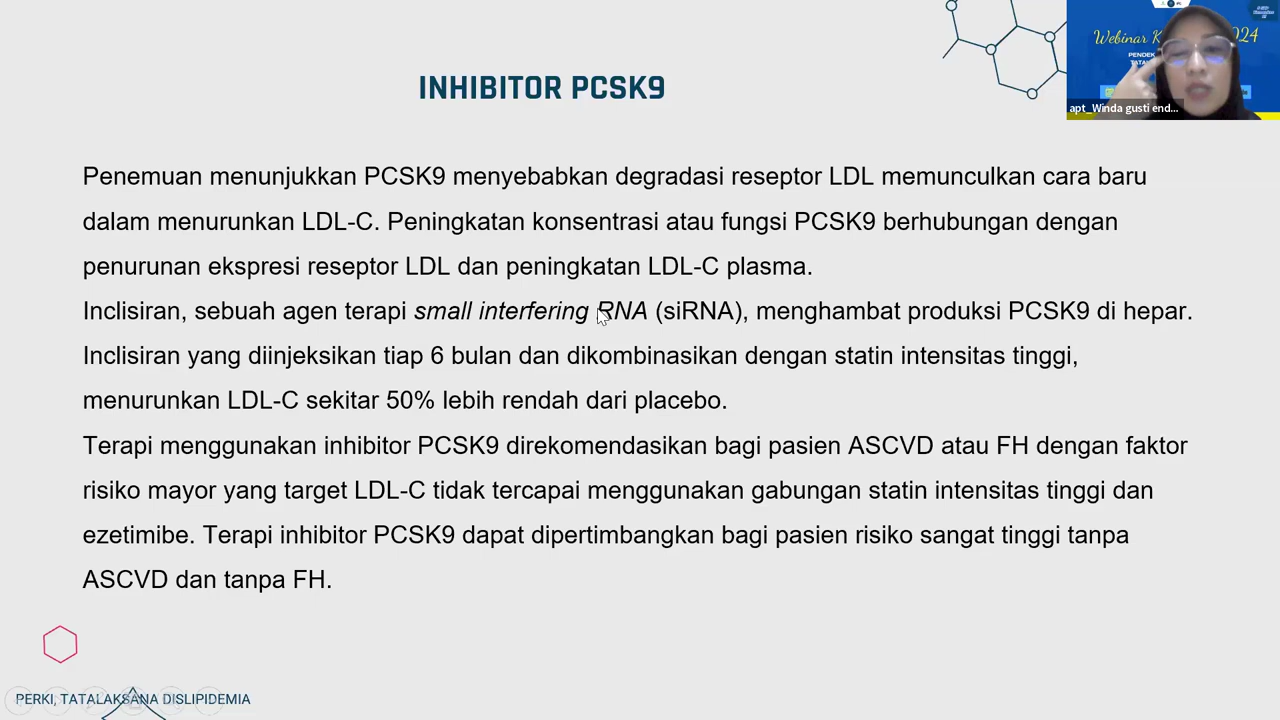 INHIBITOR PCSK9
Webinar K
2024
PENDEK
apt_Winda gusti end...
Penemuan menunjukkan PCSK9 menyebabkan degradasi reseptor LDL memunculkan cara baru
dalam menurunkan LDL-C. Peningkatan konsentrasi atau fungsi PCSK9 berhubungan dengan
penurunan ekspresi reseptor LDL dan peningkatan LDL-C plasma.
Inclisiran, sebuah agen terapi small interfering RNA (siRNA), menghambat produksi PCSK9 di hepar.
Inclisiran yang diinjeksikan tiap 6 bulan dan dikombinasikan dengan statin intensitas tinggi,
menurunkan LDL-C sekitar 50% lebih rendah dari placebo.
Terapi menggunakan inhibitor PCSK9 direkomendasikan bagi pasien ASCVD atau FH dengan faktor
risiko mayor yang target LDL-C tidak tercapai menggunakan gabungan statin intensitas tinggi dan
ezetimibe. Terapi inhibitor PCSK9 dapat dipertimbangkan bagi pasien risiko sangat tinggi tanpa
ASCVD dan tanpa FH.
PERKI, TATALAKSANA DISLIPIDEMIA